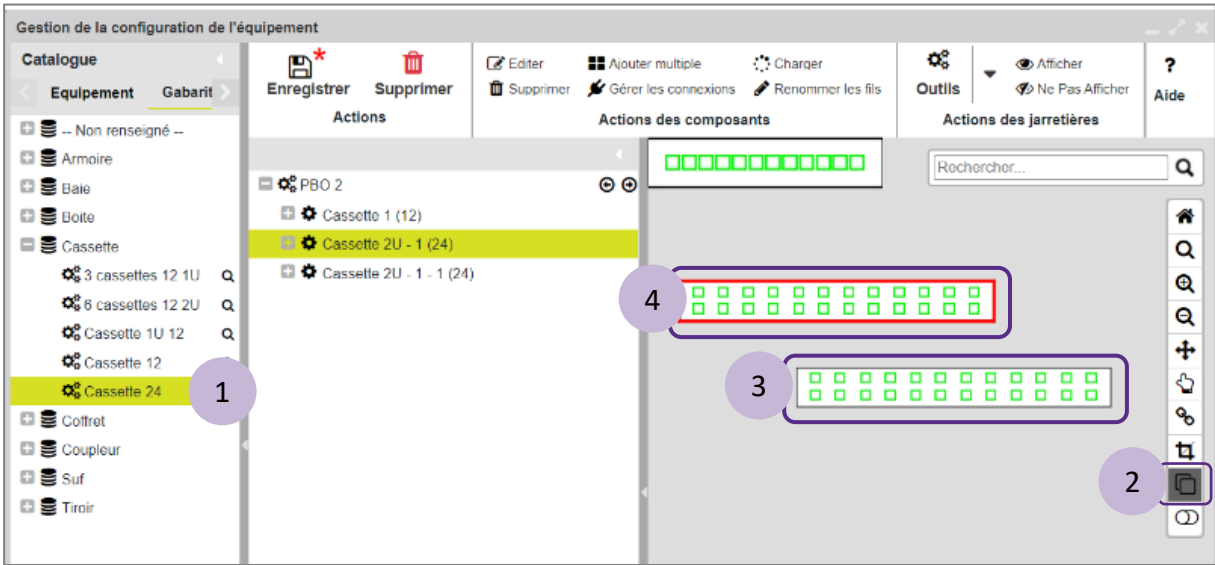 Gestion de la configuration de l'équipement
Catalogue
Equipement Gabarit
-- Non renseigné --
Armoire
Baie
Boite
Cassette
3 cassettes 12 1U
6 cassettes 12 2U
Cassette 1U 12
Cassette 12
Cassette 24
1
Coffret
Coupleur
Suf
Tiroir
Enregistrer Supprimer
Actions
Editer Ajouter multiple Charger
Supprimer Gérer les connexions Renommer les fils
Actions des composants
Outils Afficher
Ne Pas Afficher
Actions des jarretières
?
Aide
PBO 2
Cassette 1 (12)
Cassette 2U - 1 (24)
Cassette 2U - 1 - 1 (24)
Rechercher...
4
3
2